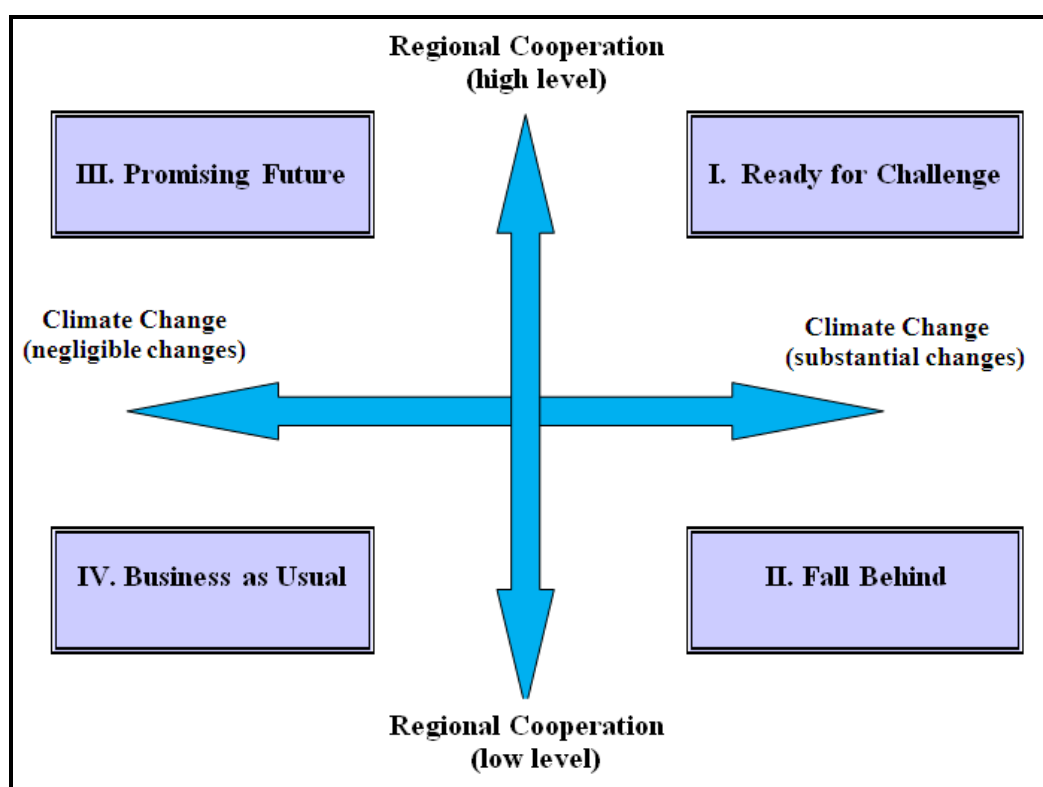 Regional Cooperation
(high level)
III. Promising Future
I. Ready for Challenge
Climate Change
(negligible changes)
Climate Change
(substantial changes)
IV. Business as Usual
II. Fall Behind
Regional Cooperation
(low level)